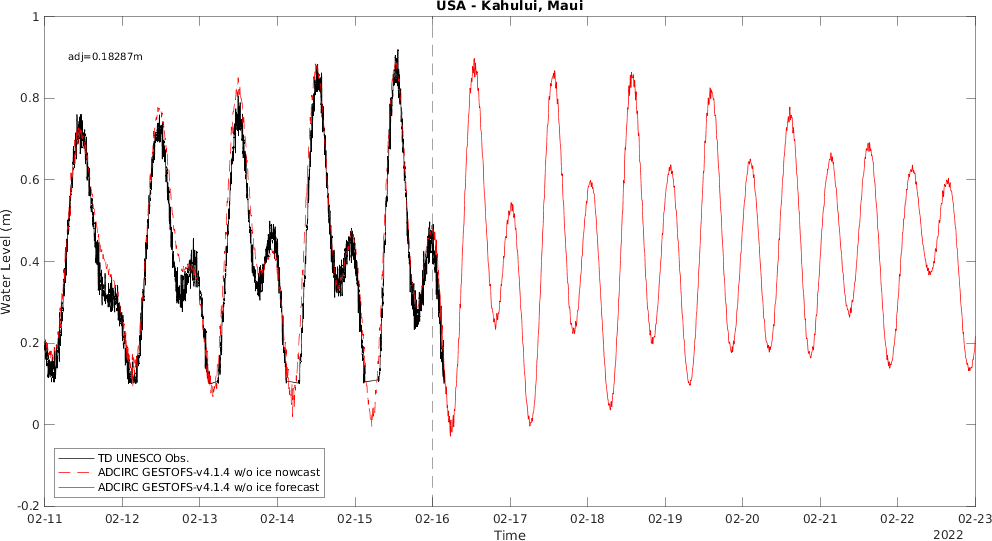 USA - Kahului, Maui
1
adj=0.18287m
0.8
0.6
0.4
0.2
0
-0.2
Water Level (m)
TD UNESCO Obs.
ADCIRC GESTOFS-v4.1.4 w/o ice nowcast
ADCIRC GESTOFS-v4.1.4 w/o ice forecast
02-11 02-12 02-13 02-14 02-15 02-16 02-17 02-18 02-19 02-20 02-21 02-22 02-23
Time
2022